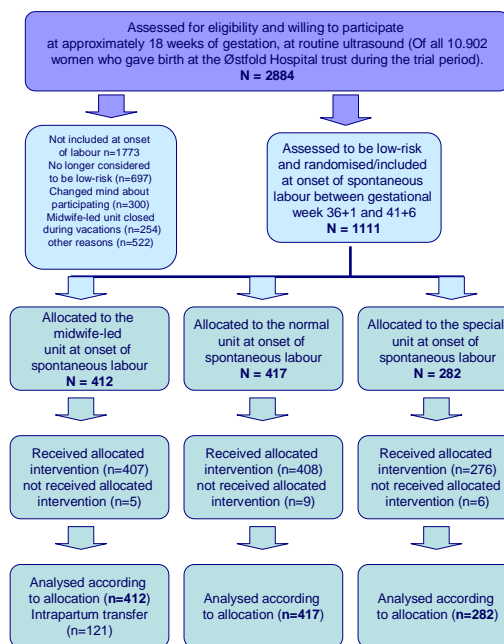 Assessed for eligibility and willing to participate
at approximately 18 weeks of gestation, at routine ultrasound (Of all 10.902
women who gave birth at the Østfold Hospital trust during the trial period).
N = 2884
Not included at onset
of labour n=1773
No longer considered
to be low-risk (n=697)
Changed mind about
participating (n=300)
Midwife-led unit closed
during vacations (n=254)
other reasons (n=522)
Assessed to be low-risk
and randomised/included
at onset of spontaneous
labour between gestational
week 36+1 and 41+6
N = 1111
Allocated to the
midwife-led
unit at onset of
spontaneous labour
N = 412
Allocated to the normal
unit at onset of
spontaneous labour
N = 417
Allocated to the special
unit at onset of
spontaneous labour
N = 282
Received allocated
intervention (n=407)
not received allocated
intervention (n=5)
Received allocated
intervention (n=408)
not received allocated
intervention (n=9)
Received allocated
intervention (n=276)
not received allocated
intervention (n=6)
Analysed according
to allocation (n=412)
Intrapartum transfer
(n=121)
Analysed according
to allocation (n=417)
Analysed according
to allocation (n=282)